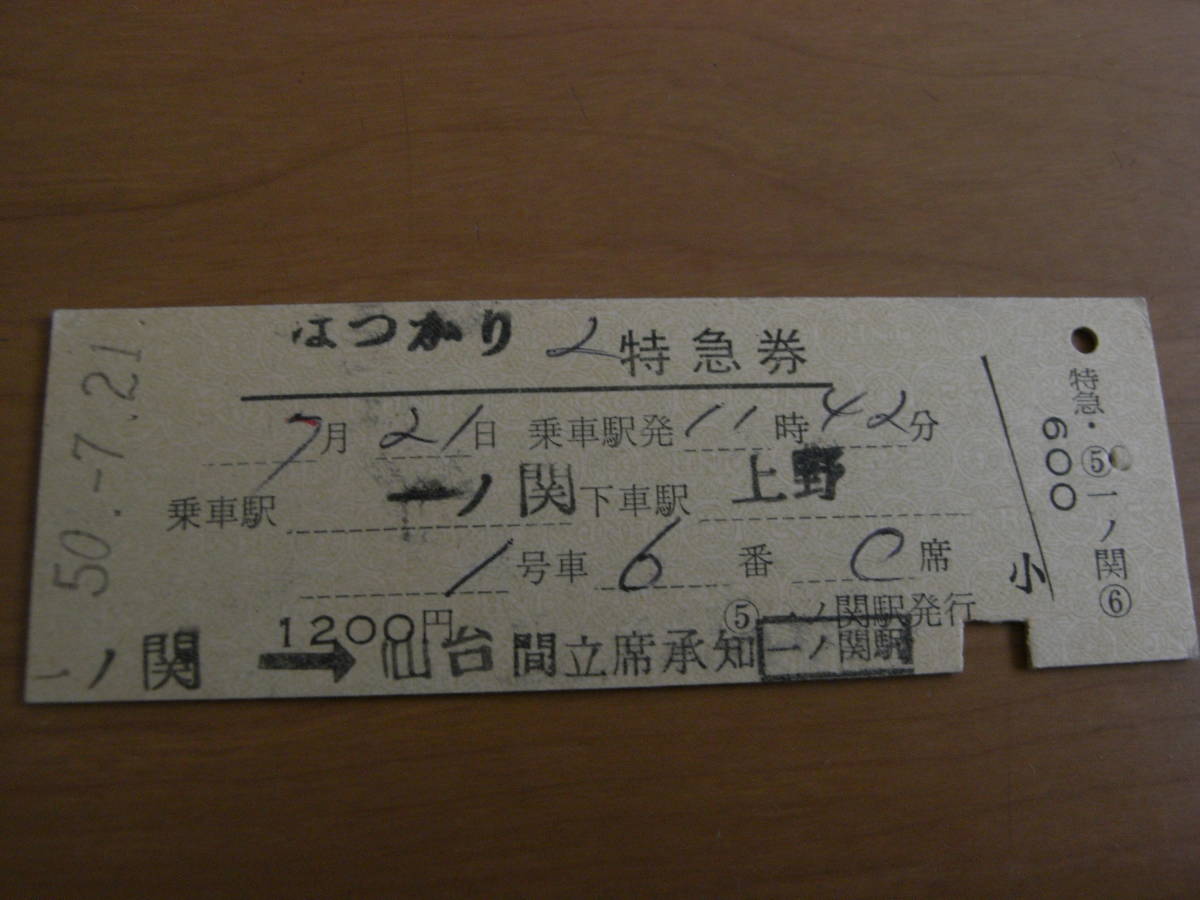 はつかり 2 特急券
7月 21日 乗車駅発 11時 42分
乗車駅 一ノ関 下車駅 上野
1号車 6番 C席
1200円 ⑤ 一ノ関駅発行
一ノ関 → 仙台間立席承知 一ノ関駅
50.-7.21
小
600
特急・⑤一ノ関⑥